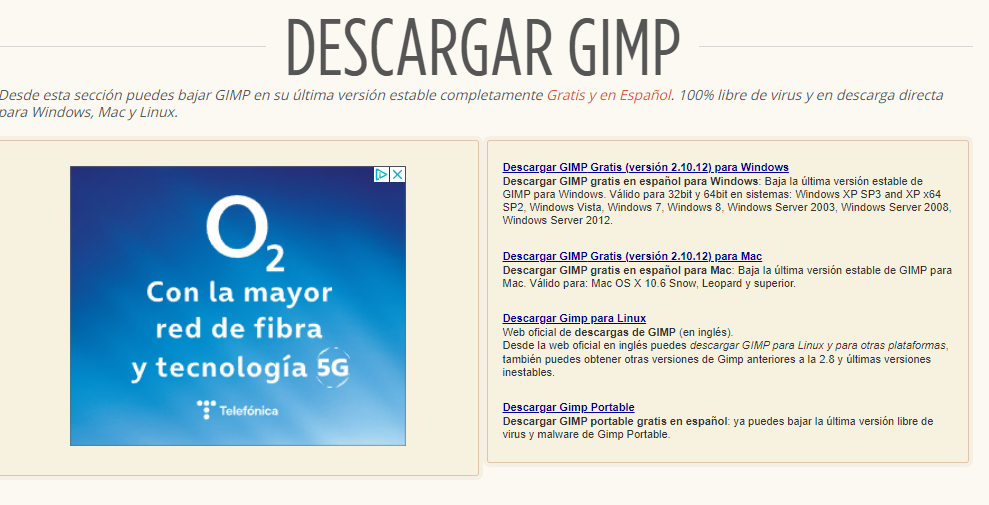 DESCARGAR GIMP
Desde esta sección puedes bajar GIMP en su última versión estable completamente Gratis y en Español. 100% libre de virus y en descarga directa
para Windows, Mac y Linux.
O2
Con la mayor
red de fibra
y tecnología 5G
Telefónica
Descargar GIMP Gratis (versión 2.10.12) para Windows
Descargar GIMP gratis en español para Windows: Baja la última versión estable de
GIMP para Windows. Válido para 32bit y 64bit en sistemas: Windows XP SP3 and XP x64
SP2, Windows Vista, Windows 7, Windows 8, Windows Server 2003, Windows Server 2008,
Windows Server 2012.
Descargar GIMP Gratis (versión 2.10.12) para Mac
Descargar GIMP gratis en español para Mac: Baja la última versión estable de GIMP para
Mac. Válido para: Mac OS X 10.6 Snow, Leopard y superior.
Descargar Gimp para Linux
Web oficial de descargas de GIMP (en inglés).
Desde la web oficial en inglés puedes descargar GIMP para Linux y para otras plataformas,
también puedes obtener otras versiones de Gimp anteriores a la 2.8 y últimas versiones
inestables.
Descargar Gimp Portable
Descargar GIMP portable gratis en español: ya puedes bajar la última versión libre de
virus y malware de Gimp Portable.